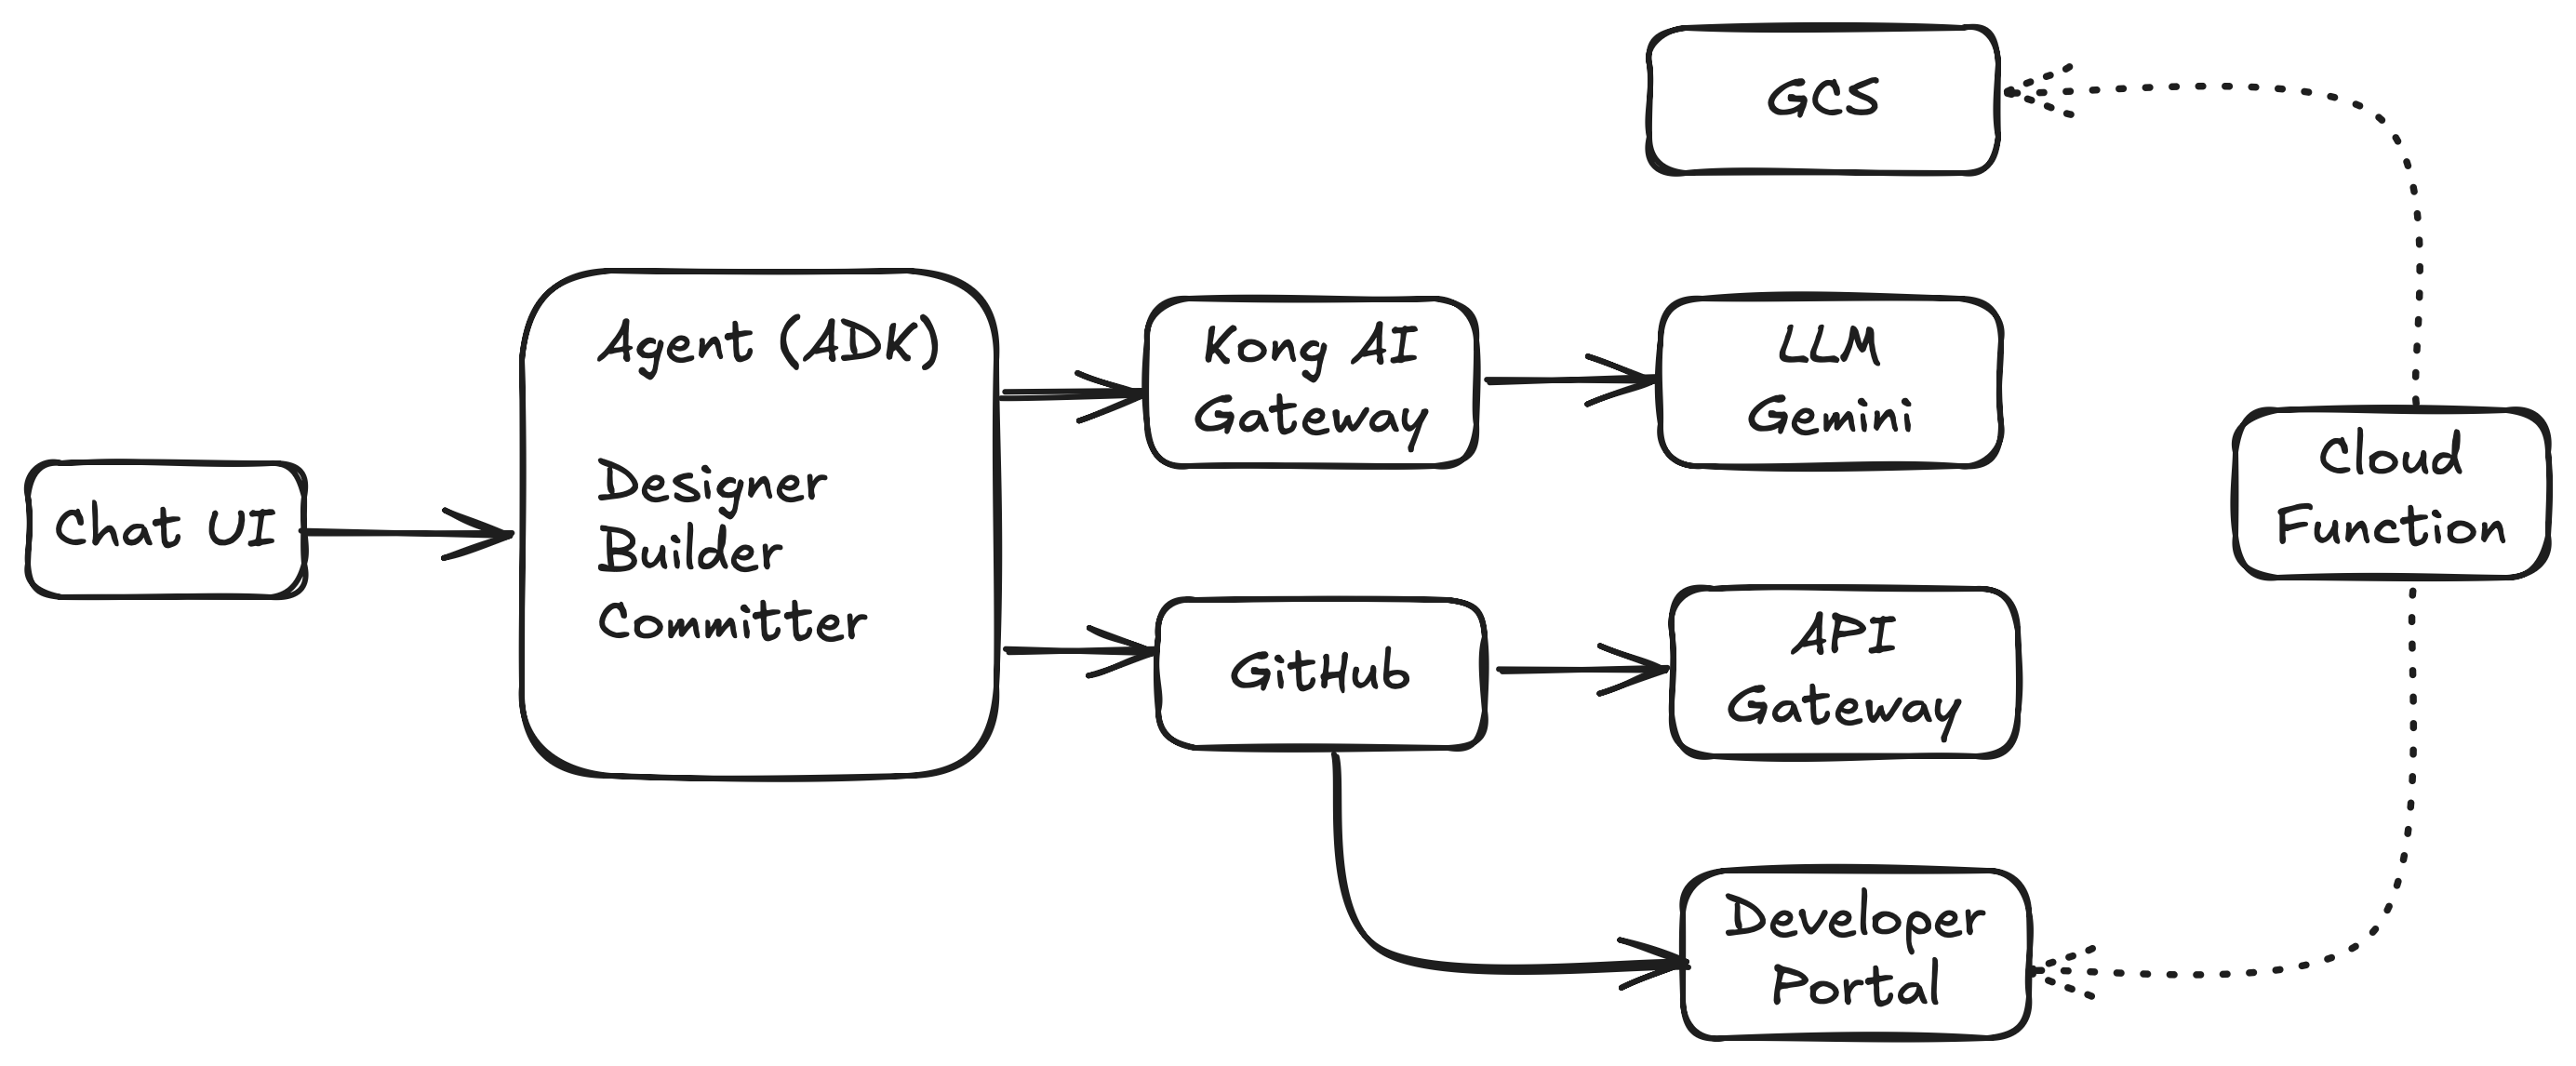 GCS
Chat UI
Agent (ADK)
Designer
Builder
Committer
Kong AI
Gateway
LLM
Gemini
GitHub
API
Gateway
Developer
Portal
Cloud
Function